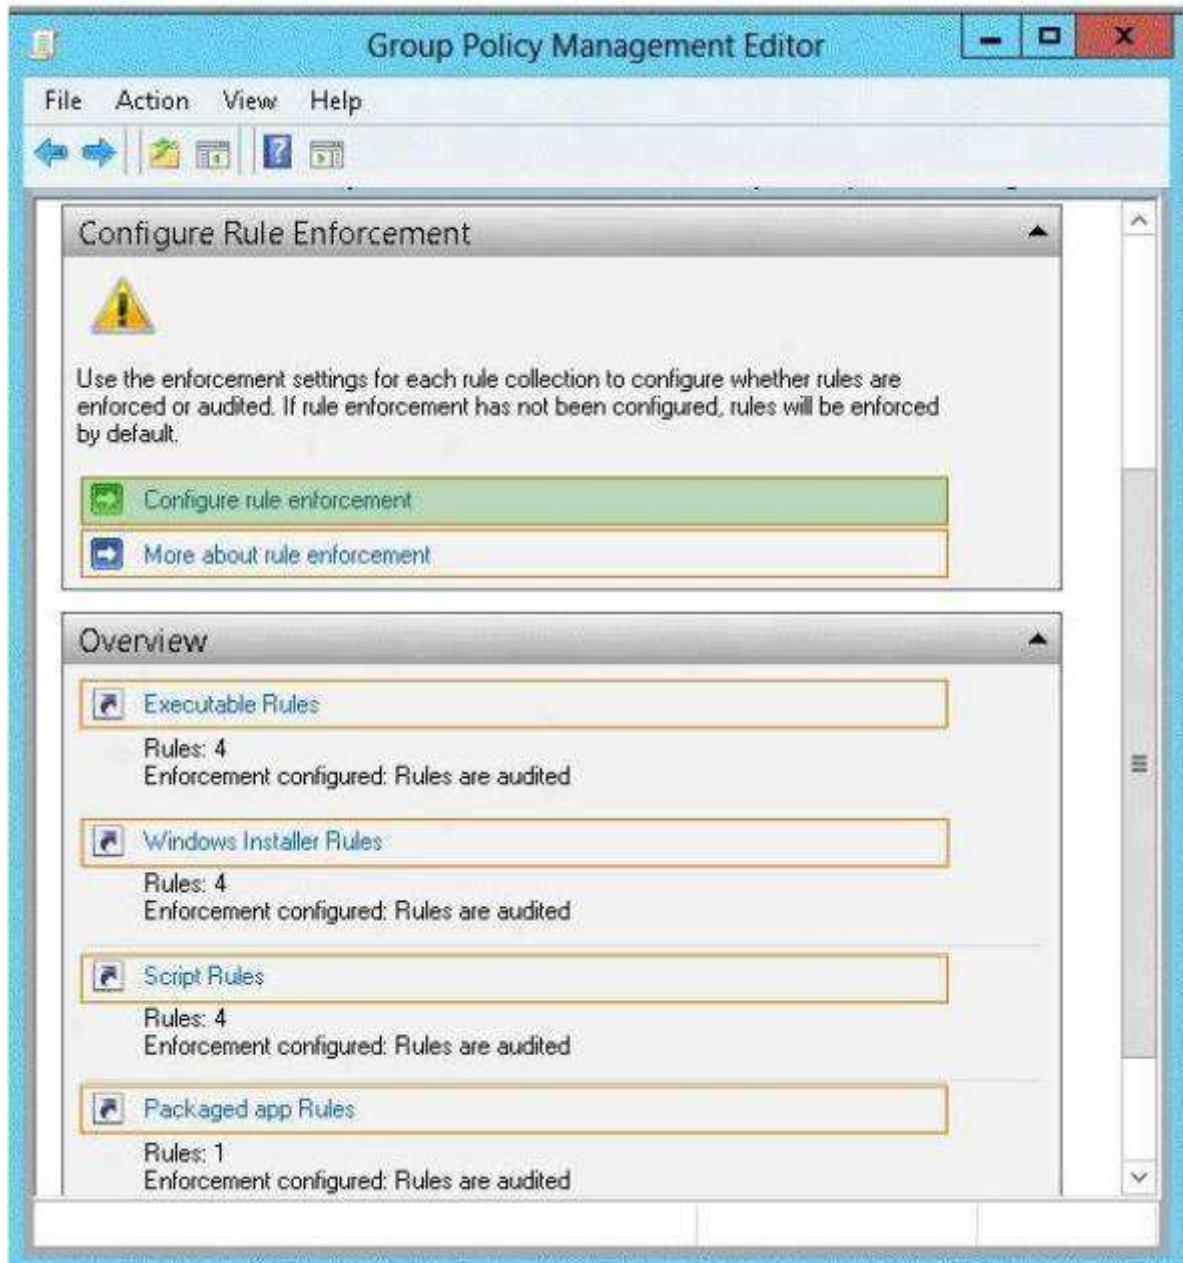 Group Policy Management Editor
File Action View Help
Configure Rule Enforcement
Use the enforcement settings for each rule collection to configure whether rules are
enforced or audited. If rule enforcement has not been configured, rules will be enforced
by default.
Configure rule enforcement
More about rule enforcement
Overview
Executable Rules
Rules: 4
Enforcement configured: Rules are audited
Windows Installer Rules
Rules: 4
Enforcement configured: Rules are audited
Script Rules
Rules: 4
Enforcement configured: Rules are audited
Packaged app Rules
Rules: 1
Enforcement configured: Rules are audited